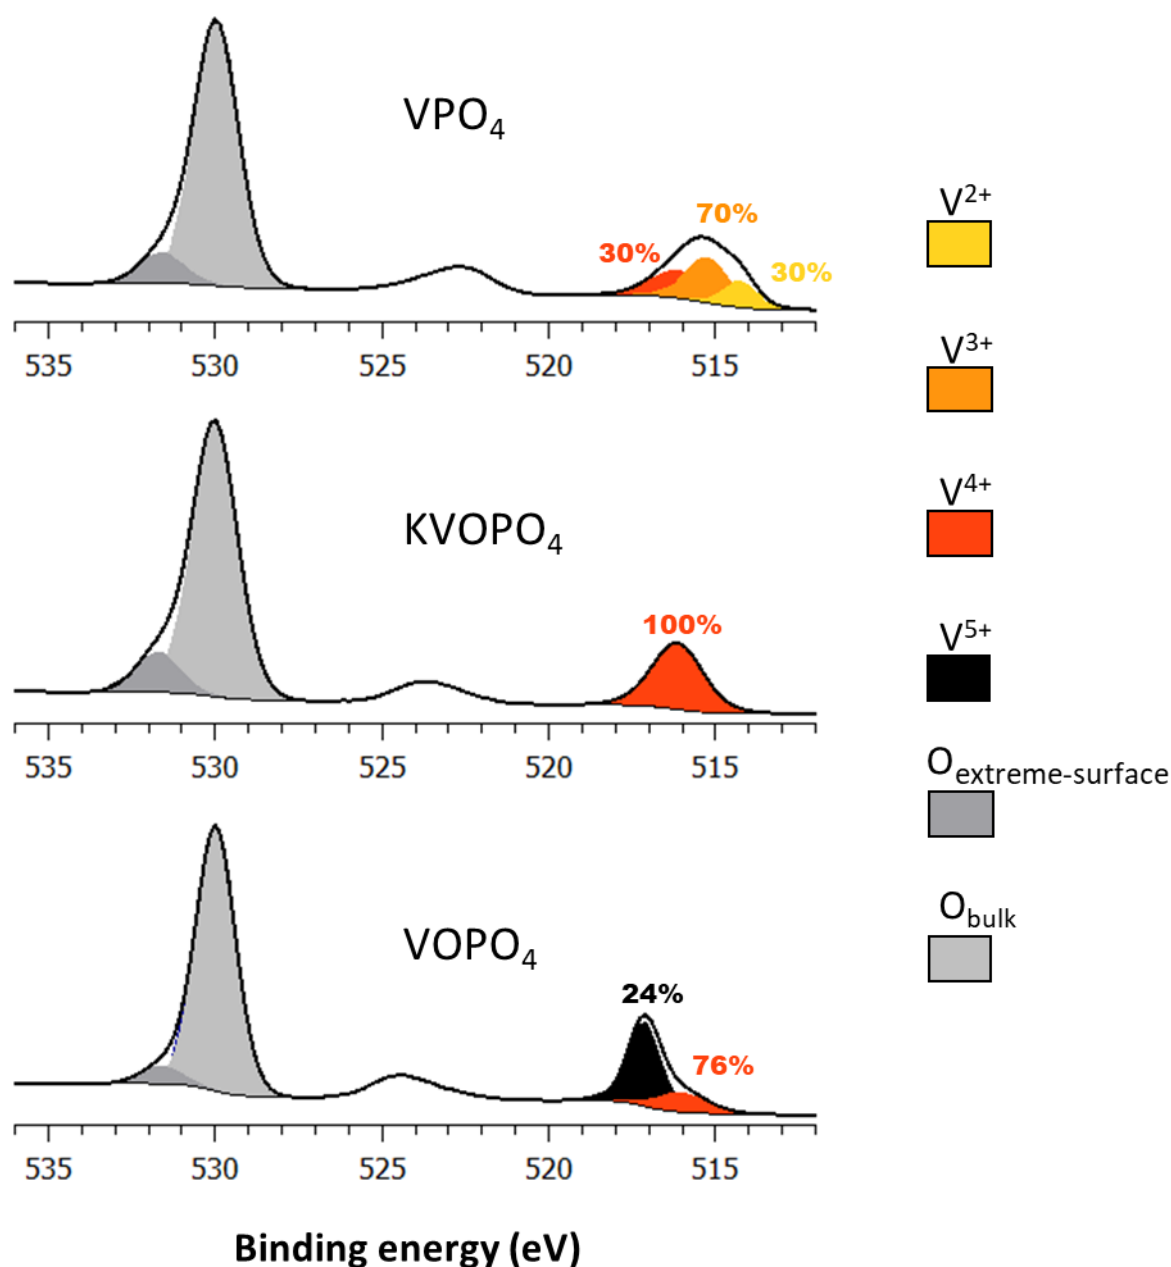 VPO₄
70%
30%
30%
535 530 525 520 515
KVOPO₄
100%
535 530 525 520 515
VOPO₄
24%
76%
535 530 525 520 515
Binding energy (eV)
V²⁺
V³⁺
V⁴⁺
V⁵⁺
Oextreme-surface
Obulk